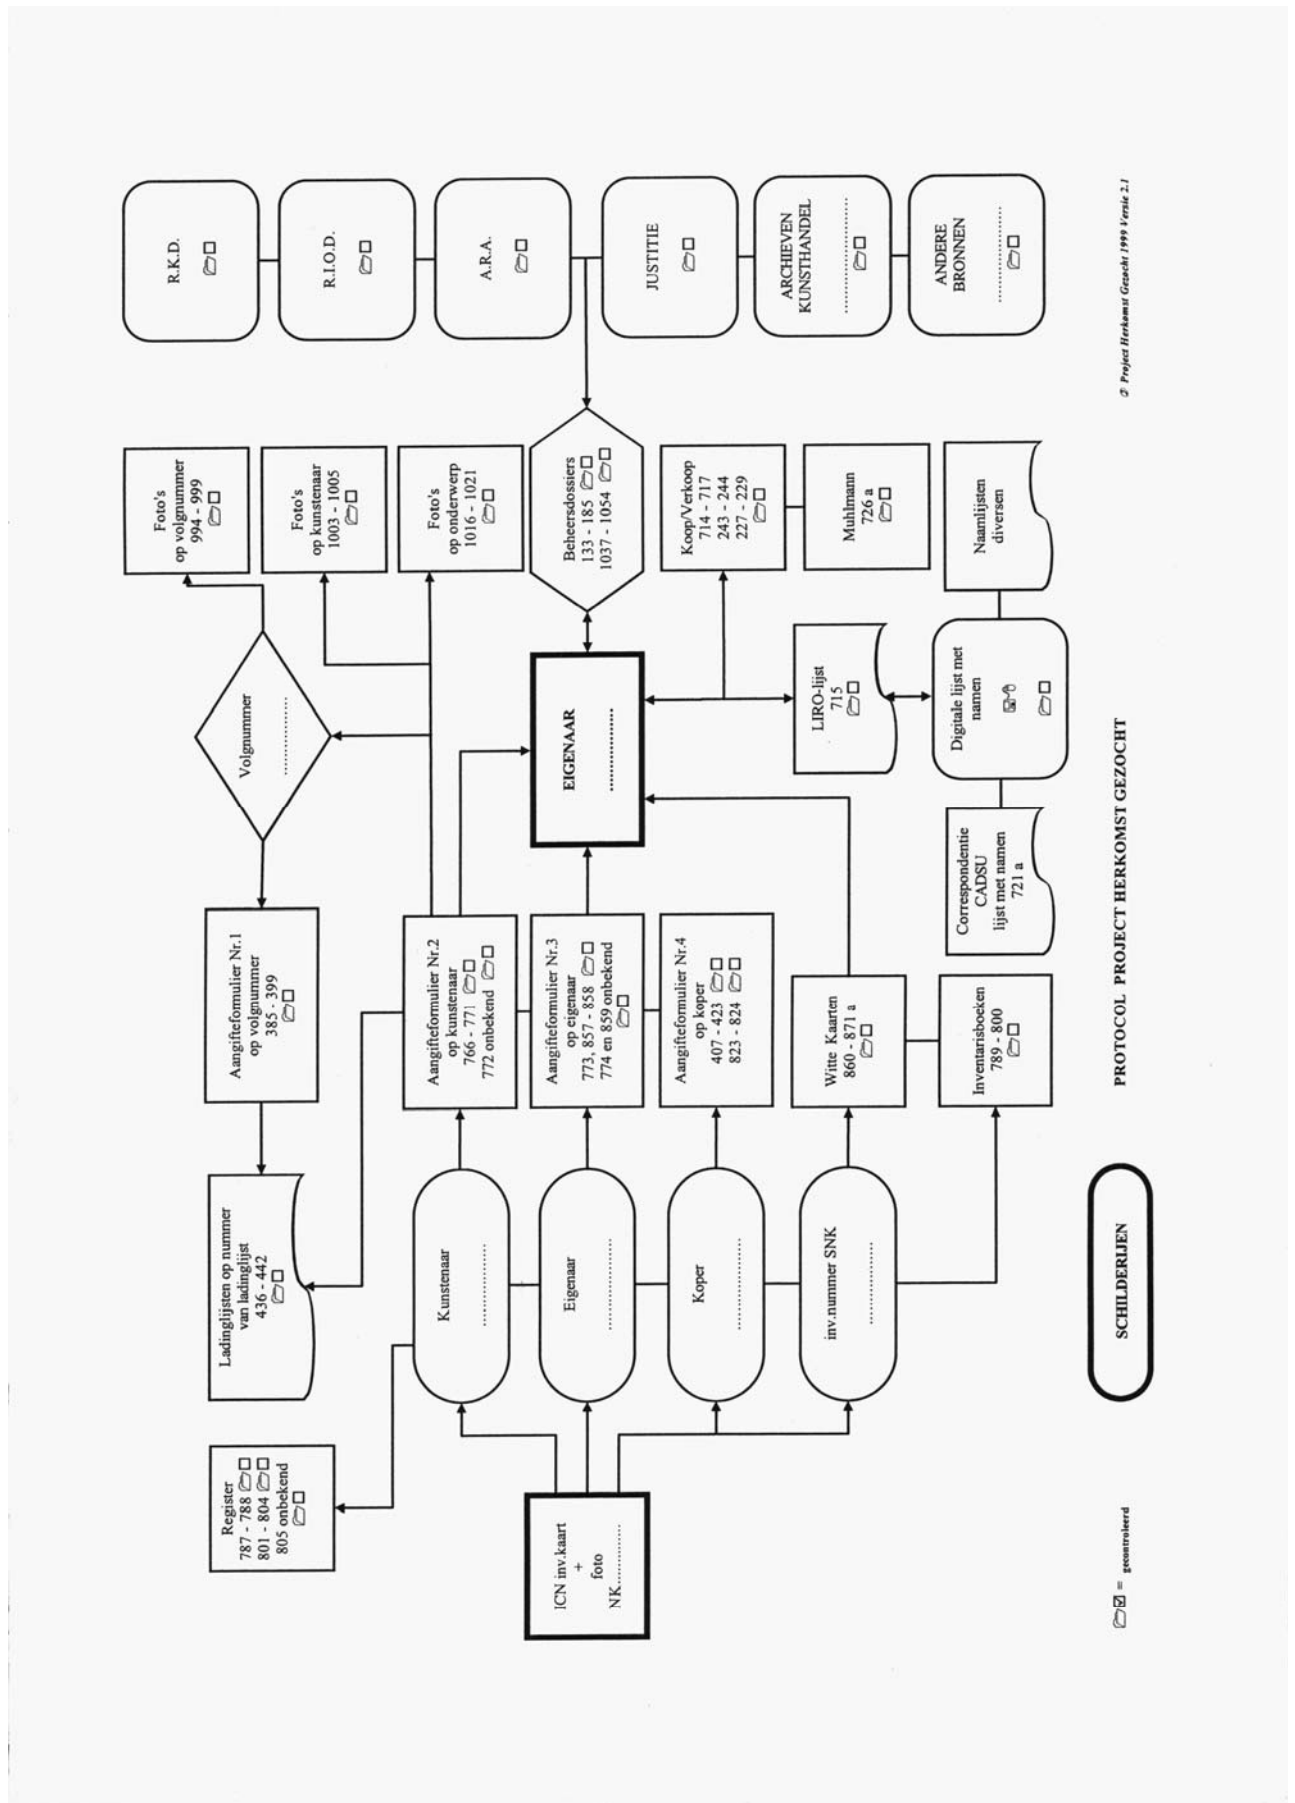 R.K.D.
R.I.O.D.
A.R.A.
JUSTITIE
ARCHIEVEN
KUNSTHANDEL
....................
ANDERE
BRONNEN
....................
Foto's
op volgnummer
994 - 999
Foto's
op kunstenaar
1003 - 1005
Foto's
op onderwerp
1016 - 1021
Beheersdossiers
133 - 185
1037 - 1054
Koop/Verkoop
714 - 717
243 - 244
227 - 229
Muhlmann
726 a
Naamlijsten
diversen
Volgnummer
....................
EIGENAAR
....................
LIRO-lijst
715
Digitale lijst met
namen
Correspondentie
CADSU
lijst met namen
721 a
Aangifteformulier Nr.1
op volgnummer
385 - 399
Aangifteformulier Nr.2
op kunstenaar
766 - 771
772 onbekend
Aangifteformulier Nr.3
op eigenaar
773, 857 - 858
774 en 859 onbekend
Aangifteformulier Nr.4
op koper
407 - 423
823 - 824
Witte Kaarten
860 - 871 a
Inventarisboeken
789 - 800
Ladinglijsten op nummer
van ladinglijst
436 - 442
Kunstenaar
....................
Eigenaar
....................
Koper
....................
inv.nummer SNK
....................
Register
787 - 788
801 - 804
805 onbekend
ICN inv.kaart
+
foto
NK...............
= gecontroleerd
SCHILDERIJEN
PROTOCOL PROJECT HERKOMST GEZOCHT
Project Herkomst Gezocht 1999 Versie 2.1